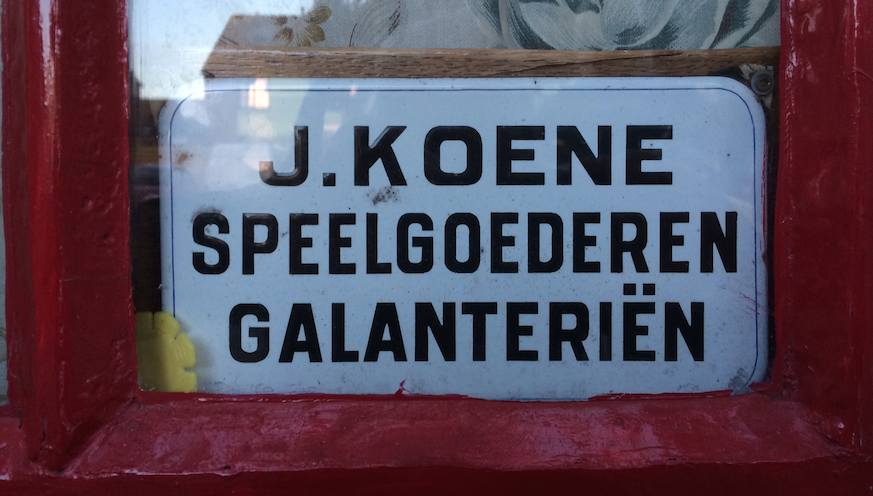 J. KOENE
SPEELGOEDEREN
GALANTERIËN